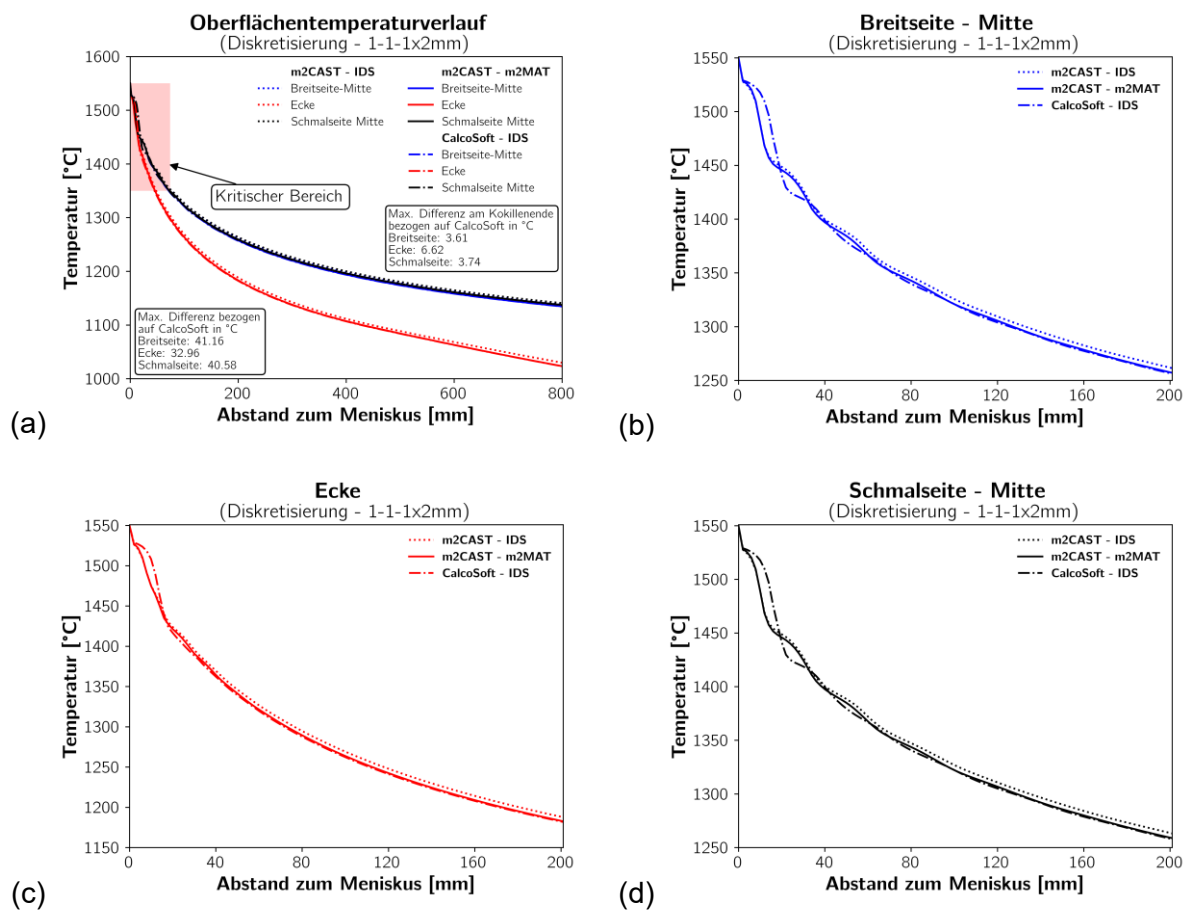 Oberflächentemperaturverlauf
(Diskretisierung - 1-1-1x2mm)
Temperatur [°C]
1600
1500
1400
1300
1200
1100
1000
m2CAST - IDS
Breitseite-Mitte
Ecke
Schmalseite Mitte
m2CAST - m2MAT
Breitseite-Mitte
Ecke
Schmalseite Mitte
CalcoSoft - IDS
Breitseite-Mitte
Ecke
Schmalseite Mitte
Kritischer Bereich
Max. Differenz am Kokillenende
bezogen auf CalcoSoft in °C
Breitseite: 3.61
Ecke: 6.62
Schmalseite: 3.74
Max. Differenz bezogen
auf CalcoSoft in °C
Breitseite: 41.16
Ecke: 32.96
Schmalseite: 40.58
0 200 400 600 800
Abstand zum Meniskus [mm]
(a)
Breitseite - Mitte
(Diskretisierung - 1-1-1x2mm)
Temperatur [°C]
1550
1500
1450
1400
1350
1300
1250
m2CAST - IDS
m2CAST - m2MAT
CalcoSoft - IDS
0 40 80 120 160 200
Abstand zum Meniskus [mm]
(b)
Ecke
(Diskretisierung - 1-1-1x2mm)
Temperatur [°C]
1550
1500
1450
1400
1350
1300
1250
1200
1150
m2CAST - IDS
m2CAST - m2MAT
CalcoSoft - IDS
0 40 80 120 160 200
Abstand zum Meniskus [mm]
(c)
Schmalseite - Mitte
(Diskretisierung - 1-1-1x2mm)
Temperatur [°C]
1550
1500
1450
1400
1350
1300
1250
m2CAST - IDS
m2CAST - m2MAT
CalcoSoft - IDS
0 40 80 120 160 200
Abstand zum Meniskus [mm]
(d)